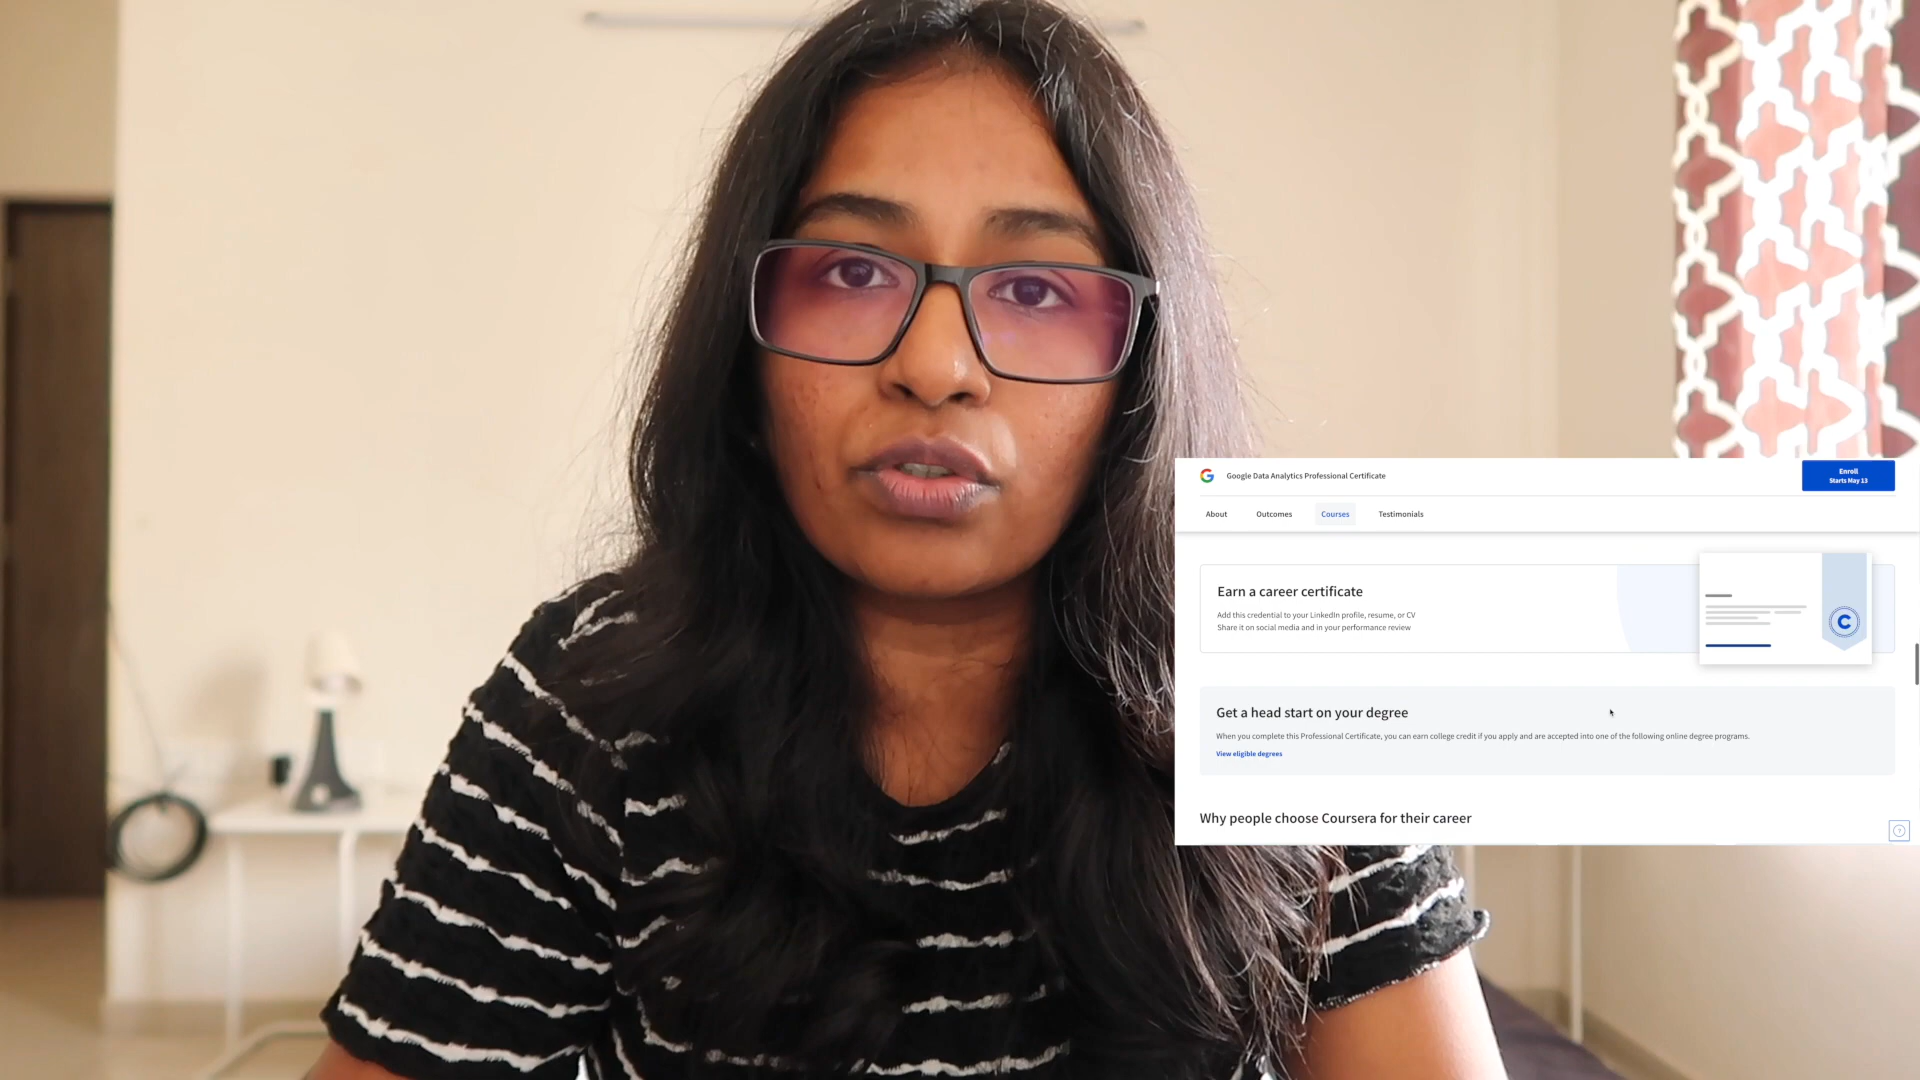 Google Data Analytics Professional Certificate
Enroll
Starts May 13
About Outcomes Courses Testimonials
Earn a career certificate
Add this credential to your LinkedIn profile, resume, or CV
Share it on social media and in your performance review
C
Get a head start on your degree
When you complete this Professional Certificate, you can earn college credit if you apply and are accepted into one of the following online degree programs.
View eligible degrees
Why people choose Coursera for their career
?